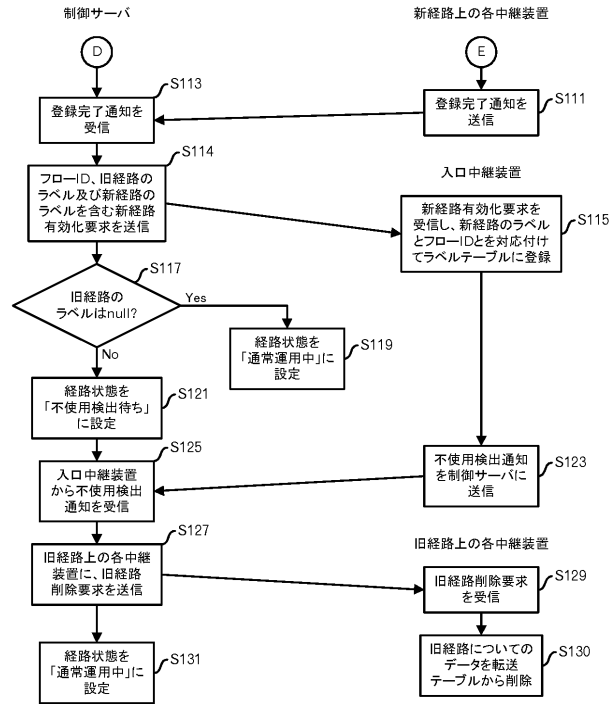 制御サーバ
新経路上の各中継装置
D
E
S113
登録完了通知を
受信
S111
登録完了通知を
送信
S114
フローID、旧経路の
ラベル及び新経路の
ラベルを含む新経路
有効化要求を送信
入口中継装置
S115
新経路有効化要求を
受信し、新経路のラベル
とフローIDとを対応付け
てラベルテーブルに登録
S117
旧経路の
ラベルはnull?
Yes
No
S119
経路状態を
「通常運用中」に
設定
S121
経路状態を
「不使用検出待ち」
に設定
S125
入口中継装置
から不使用検出
通知を受信
S123
不使用検出通知
を制御サーバに
送信
S127
旧経路上の各中継
装置に、旧経路
削除要求を送信
旧経路上の各中継装置
S129
旧経路削除要求
を受信
S131
経路状態を
「通常運用中」に
設定
S130
旧経路についての
データを転送
テーブルから削除